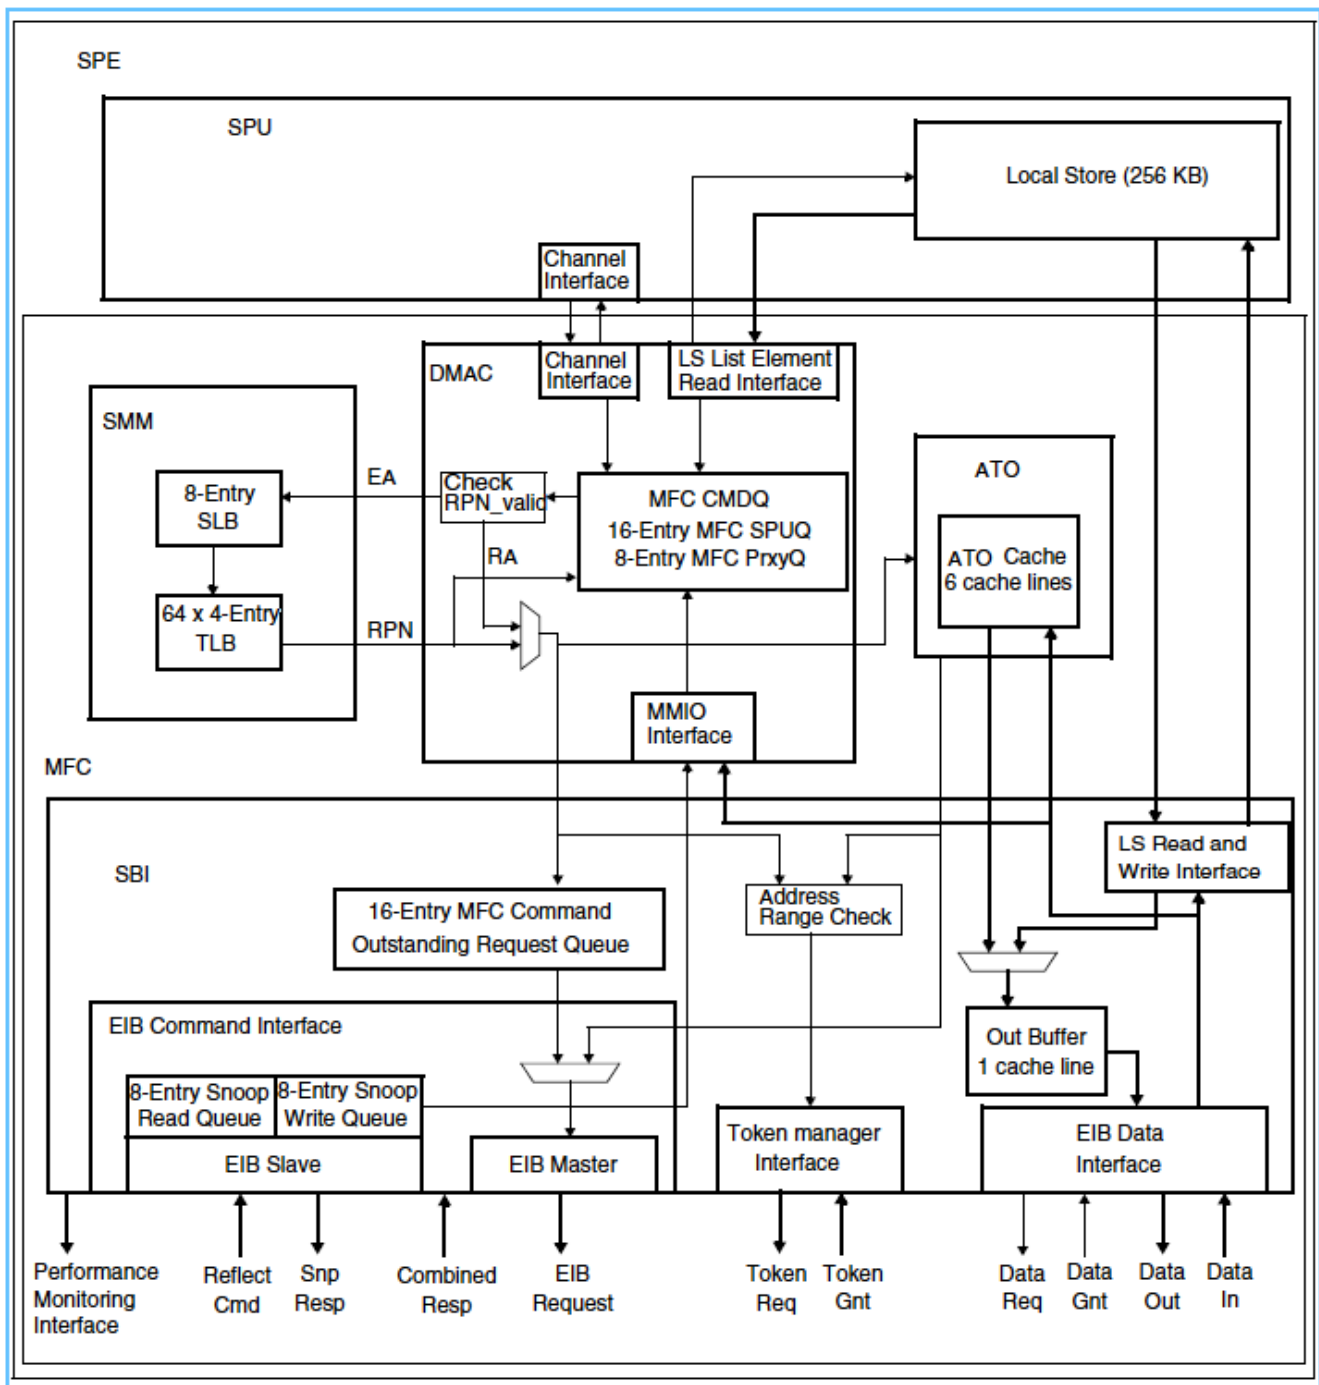 SPE
SPU
Local Store (256 KB)
Channel
Interface
DMAC
Channel
Interface
LS List Element
Read Interface
SMM
8-Entry
SLB
64 x 4-Entry
TLB
EA
Check
RPN_valid
RA
RPN
MFC CMDQ
16-Entry MFC SPUQ
8-Entry MFC PrxyQ
ATO
ATO Cache
6 cache lines
MMIO
Interface
MFC
SBI
LS Read and
Write Interface
16-Entry MFC Command
Outstanding Request Queue
Address
Range Check
EIB Command Interface
Out Buffer
1 cache line
8-Entry Snoop
Read Queue
8-Entry Snoop
Write Queue
EIB Slave
EIB Master
Token manager
Interface
EIB Data
Interface
Performance
Monitoring
Interface
Reflect
Cmd
Snp
Resp
Combined
Resp
EIB
Request
Token
Req
Token
Gnt
Data
Req
Data
Gnt
Data
Out
Data
In